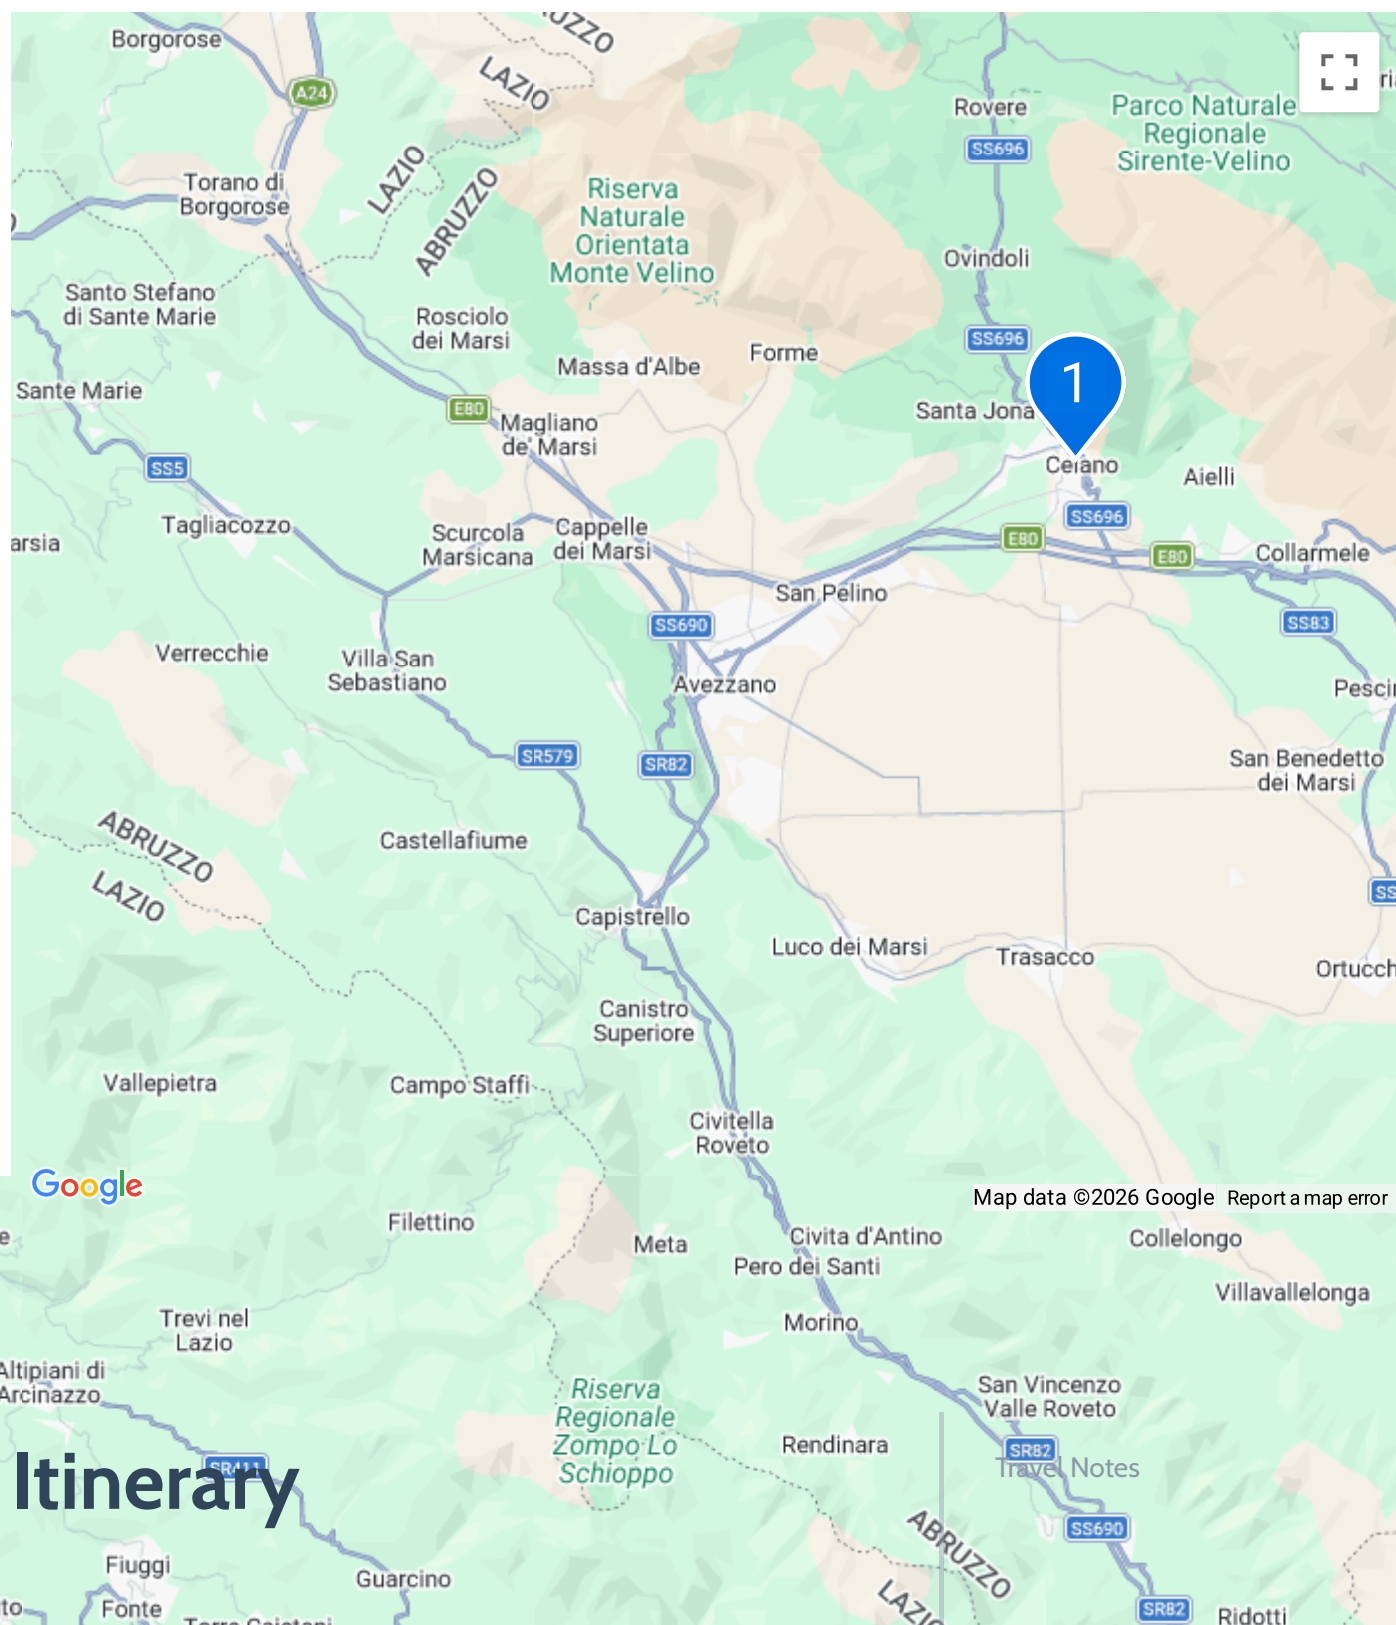 Borgorose
LAZIO
A24
Rovere
Parco Naturale
Regionale
Sirente-Velino
SS696
LAZIO
ABRUZZO
Torano di
Borgorose
Riserva
Naturale
Orientata
Monte Velino
Ovindoli
Santo Stefano
di Sante Marie
Rosciolo
dei Marsi
SS696
Massa d'Albe
Forme
1
Sante Marie
E80
Magliano
de' Marsi
Santa Jona
Celano
SS5
Aielli
Tagliacozzo
Scurcola
Marsicana
Cappelle
dei Marsi
SS696
E80
E80
Collarmele
San Pelino
SS690
SS83
Verrecchie
Villa San
Sebastiano
Avezzano
SR579
SR82
San Benedetto
dei Marsi
ABRUZZO
LAZIO
Castellafiume
Capistrello
Luco dei Marsi
Trasacco
Canistro
Superiore
Vallepietra
Campo Staffi
Civitella
Roveto
Google
Map data ©2026 Google
Report a map error
Filettino
Meta
Civita d'Antino
Pero dei Santi
Collelongo
Villavallelonga
Trevi nel
Lazio
Morino
Altipiani di
Arcinazzo
Riserva
Regionale
Zompo Lo
Schioppo
San Vincenzo
Valle Roveto
Rendinara
SR82
Travel Notes
SR411
Itinerary
SS690
ABRUZZO
LAZIO
Fiuggi
Guarcino
Fonte
SR82
Ridotti